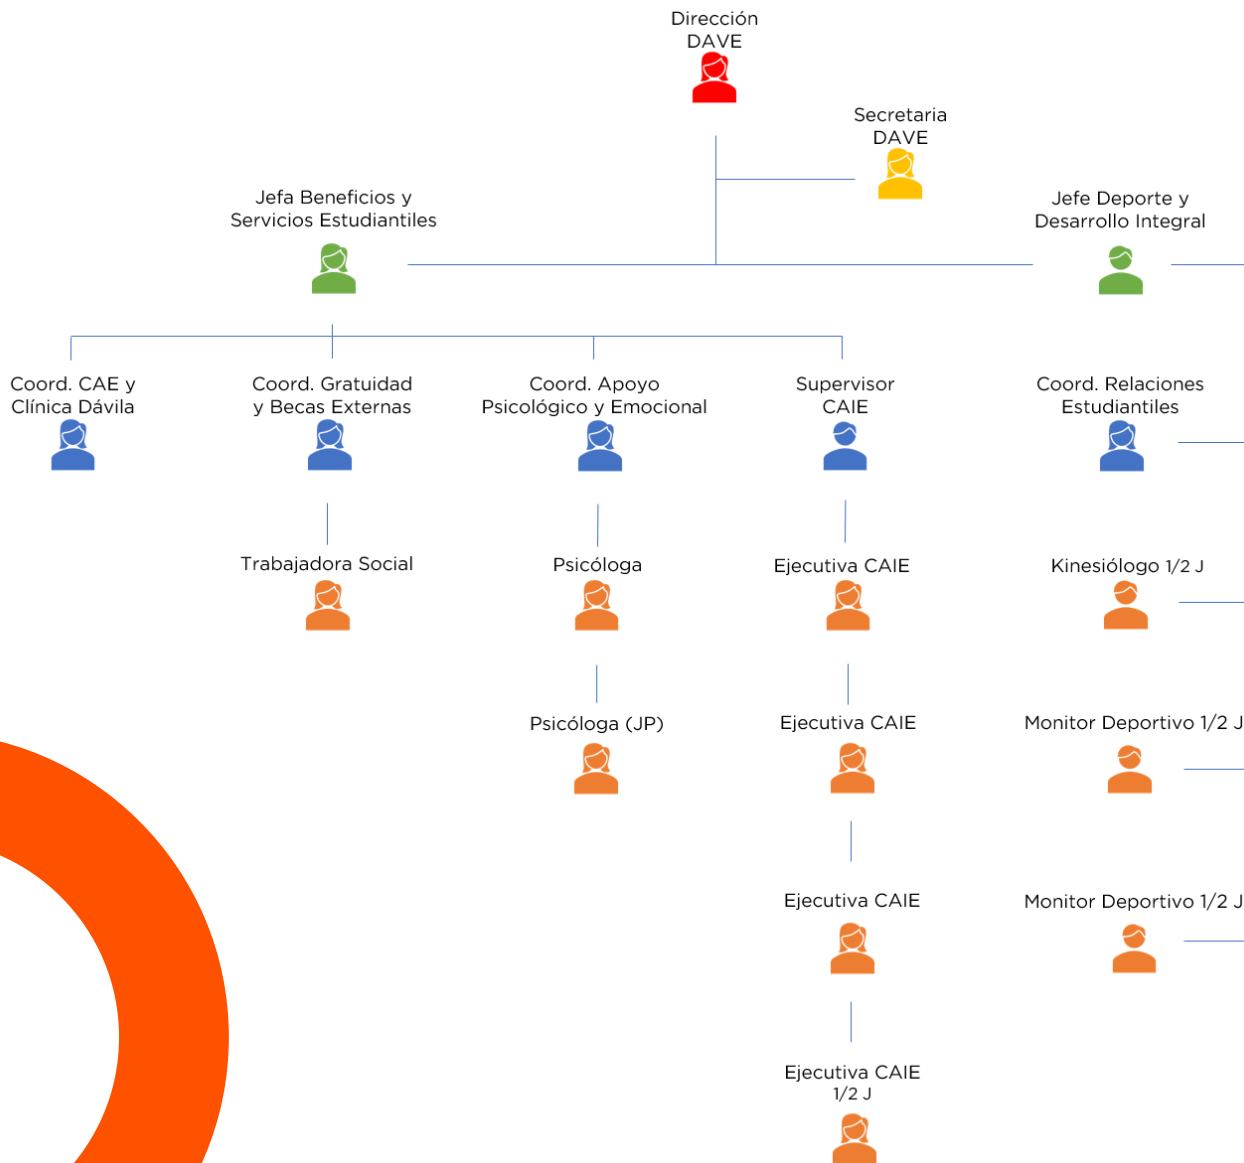 Dirección
DAVE
Secretaria
DAVE
Jefa Beneficios y
Servicios Estudiantiles
Jefe Deporte y
Desarrollo Integral
Coord. CAE y
Clínica Dávila
Coord. Gratuidad
y Becas Externas
Coord. Apoyo
Psicológico y Emocional
Supervisor
CAIE
Coord. Relaciones
Estudiantiles
Trabajadora Social
Psicóloga
Ejecutiva CAIE
Kinesiólogo 1/2 J
Psicóloga (JP)
Ejecutiva CAIE
Monitor Deportivo 1/2 J
Ejecutiva CAIE
Monitor Deportivo 1/2 J
Ejecutiva CAIE
1/2 J